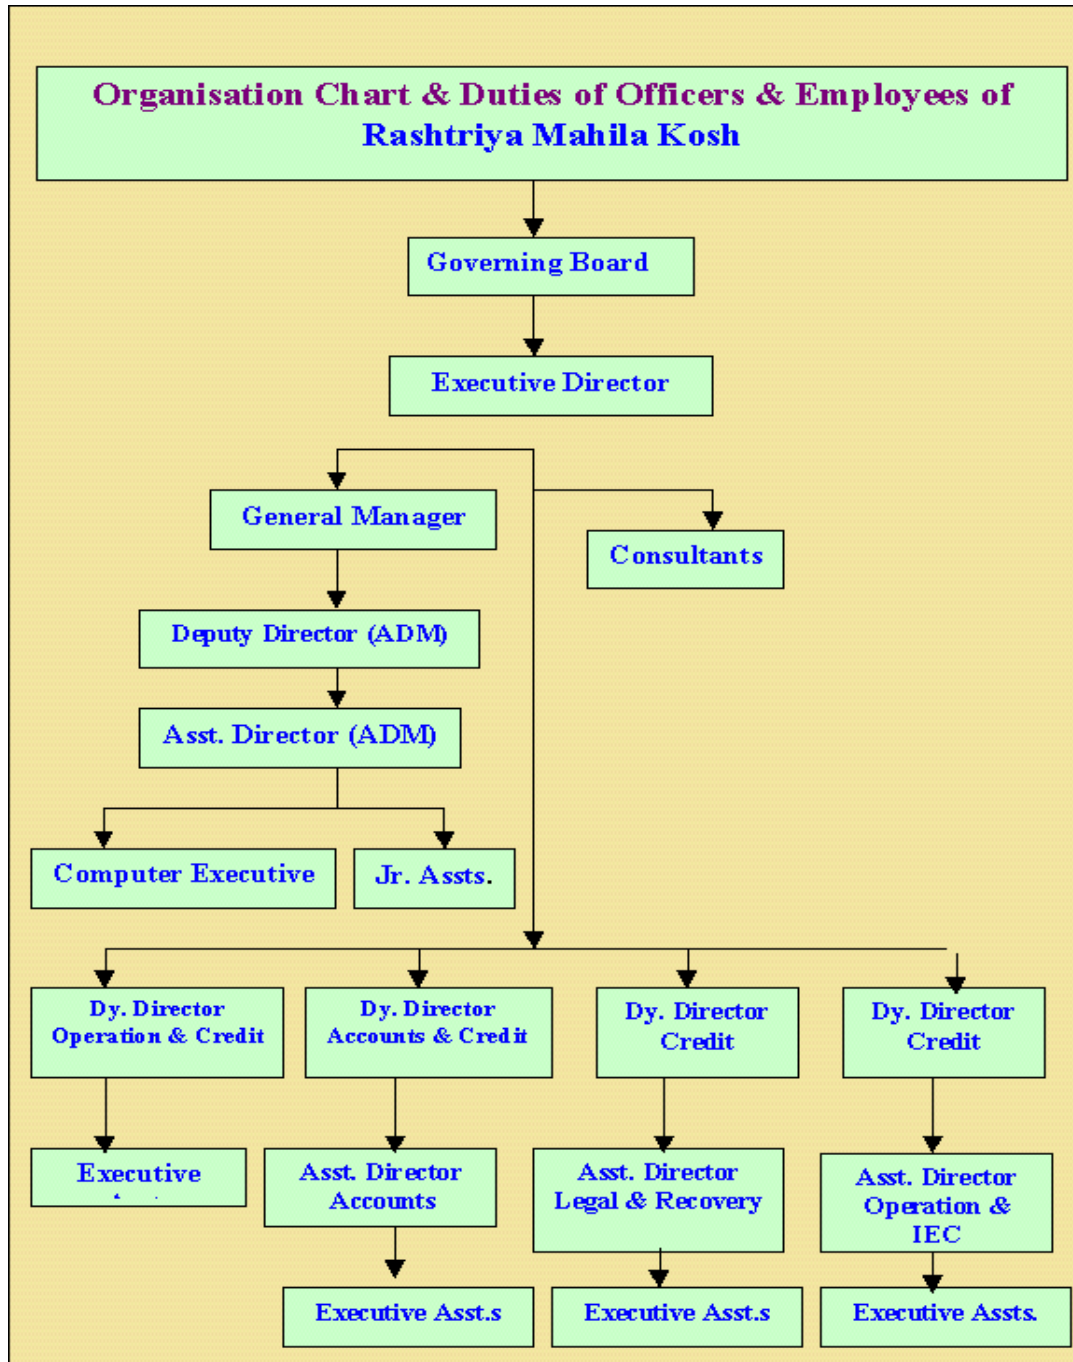 Organisation Chart & Duties of Officers & Employees of
Rashtriya Mahila Kosh
Governing Board
Executive Director
General Manager
Consultants
Deputy Director (ADM)
Asst. Director (ADM)
Computer Executive
Jr. Assts.
Dy. Director
Operation & Credit
Dy. Director
Accounts & Credit
Dy. Director
Credit
Dy. Director
Credit
Executive
Asst. Director
Accounts
Asst. Director
Legal & Recovery
Asst. Director
Operation &
IEC
Executive Asst.s
Executive Asst.s
Executive Assts.